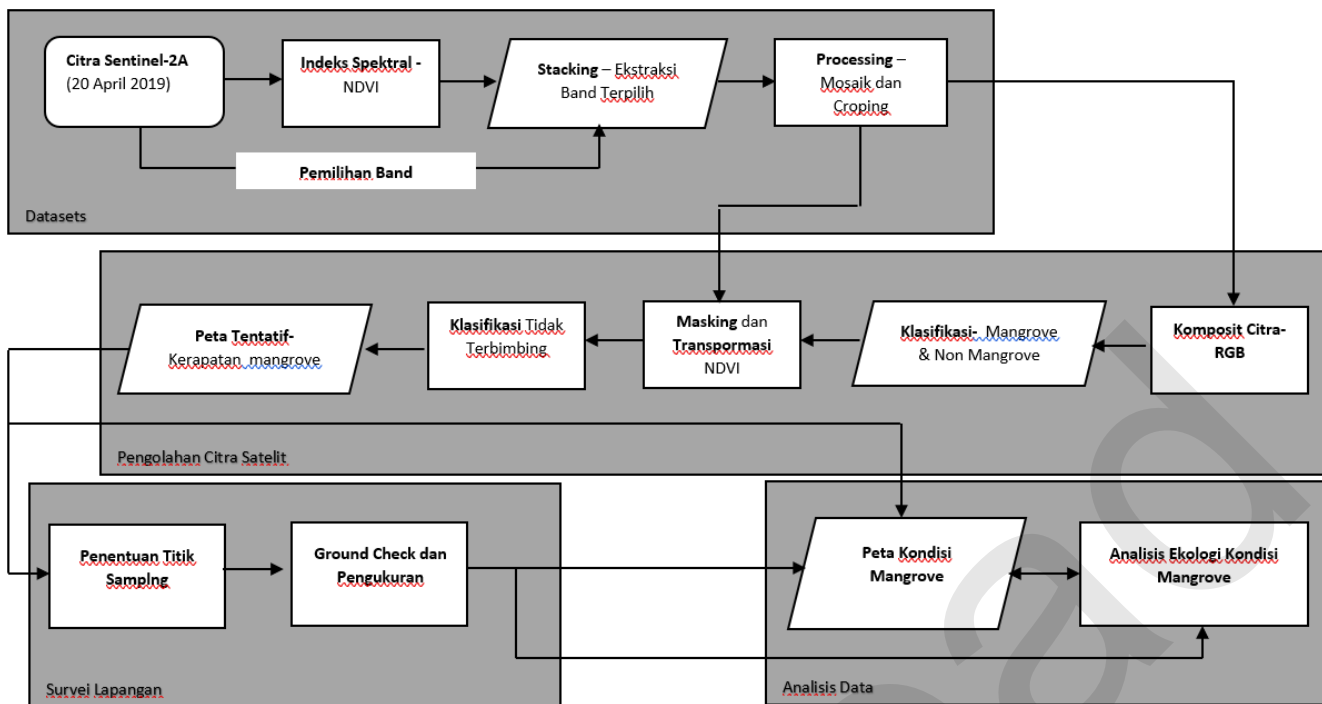 Citra Sentinel-2A
(20 April 2019)
Indeks Spektral -
NDVI
Stacking – Ekstraksi
Band Terpilih
Processing –
Mosaik dan
Croping
Pemilihan Band
Datasets
Peta Tentatif-
Kerapatan mangrove
Klasifikasi Tidak
Terbimbing
Masking dan
Transpormasi
NDVI
Klasifikasi- Mangrove
& Non Mangrove
Komposit Citra-
RGB
Pengolahan Citra Satelit
Penentuan Titik
Samplng
Ground Check dan
Pengukuran
Peta Kondisi
Mangrove
Analisis Ekologi Kondisi
Mangrove
Survei Lapangan
Analisis Data